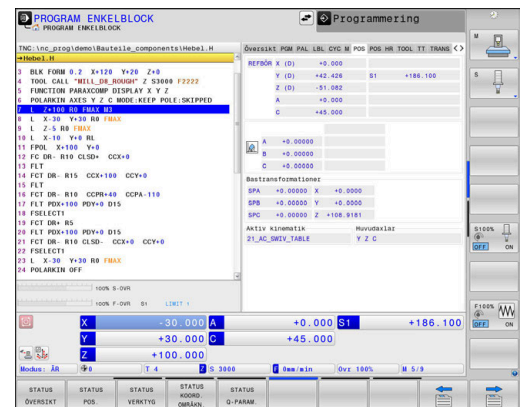 PROGRAM ENKELBLOCK
PROGRAM ENKELBLOCK
Programmering
TNC:\nc_prog\demo\Bauteile_components\Hebel.H
→Hebel.H
3 BLK FORM 0.2 X+120 Y+20 Z+0
4 TOOL CALL "MILL_D8_ROUGH" Z S3000 F2222
5 FUNCTION PARAXCOMP DISPLAY X Y Z
6 POLARKIN AXES Y Z C MODE:KEEP POLE:SKIPPED
7 L Z+100 R0 FMAX M3
8 L X-30 Y+0 R0 FMAX
9 L Z-5 R0 FMAX
10 L X-10 Y+0 RL
11 FPOL X+100 Y+0
12 FC DR- R10 CLSD+ CCX+0
13 FLT
14 FCT DR- R15 CCX+100 CCY+0
15 FLT
16 FCT DR- R10 CCPR+40 CCPA-110
17 FLT PDX+100 PDY+0 D15
18 FSELECT1
19 FCT DR+ R5
20 FLT PDX+100 PDY+0 D15
21 FCT DR- R10 CLSD- CCX+0 CCY+0
22 FSELECT1
23 L X-30 Y+30 R0 FMAX
24 POLARKIN OFF
Översikt PGM PAL LBL CYC M POS POS HR TOOL TT TRANS
REFBÖR X (D) +0.000
Y (D) +42.426 S1 +186.100
Z (D) -51.082
A +0.000
C +45.000
A +0.00000
B +0.00000
C +0.00000
Bastransformationer
SPA +0.00000 X +0.0000
SPB +0.00000 Y +0.0000
SPC +0.00000 Z +108.9181
Aktiv kinematik Huvudaxlar
21_AC_SWIV_TABLE Y Z C
100% S-OVR
100% F-OVR S1 LIMIT 1
X -30.000 A +0.000 S1 +186.100
Y +30.000 C +45.000
Z +100.000
Modus: ÄR 0 T 4 Z S 3000 F 0mm/min Ovr 100% M 5/9
STATUS ÖVERSIKT
STATUS POS.
STATUS VERKTYG
STATUS KOORD. OMRÄKN.
STATUS Q-PARAM.
M
S
S100%
OFF ON
F100%
OFF ON